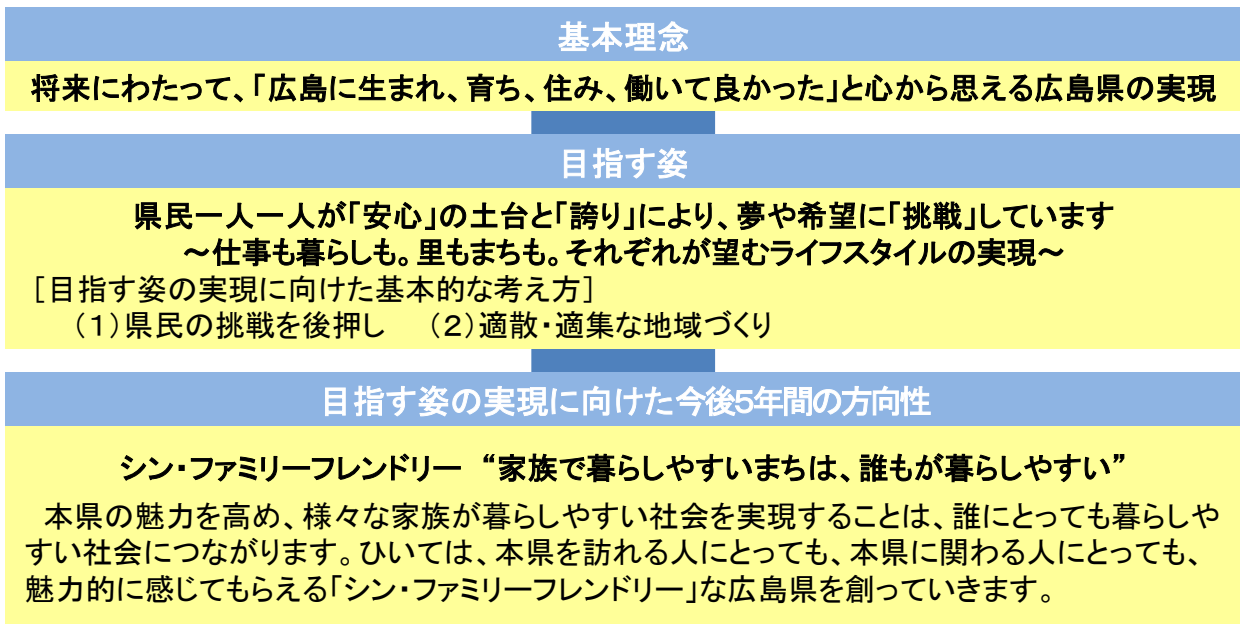 基本理念
将来にわたって、「広島に生まれ、育ち、住み、働いて良かった」と心から思える広島県の実現
目指す姿
県民一人一人が「安心」の土台と「誇り」により、夢や希望に「挑戦」しています
～仕事も暮らしも。里もまちも。それぞれが望むライフスタイルの実現～
［目指す姿の実現に向けた基本的な考え方］
（１）県民の挑戦を後押し　（２）適散・適集な地域づくり
目指す姿の実現に向けた今後5年間の方向性
シン・ファミリーフレンドリー “家族で暮らしやすいまちは、誰もが暮らしやすい”
本県の魅力を高め、様々な家族が暮らしやすい社会を実現することは、誰にとっても暮らしや
すい社会につながります。ひいては、本県を訪れる人にとっても、本県に関わる人にとっても、
魅力的に感じてもらえる「シン・ファミリーフレンドリー」な広島県を創っていきます。